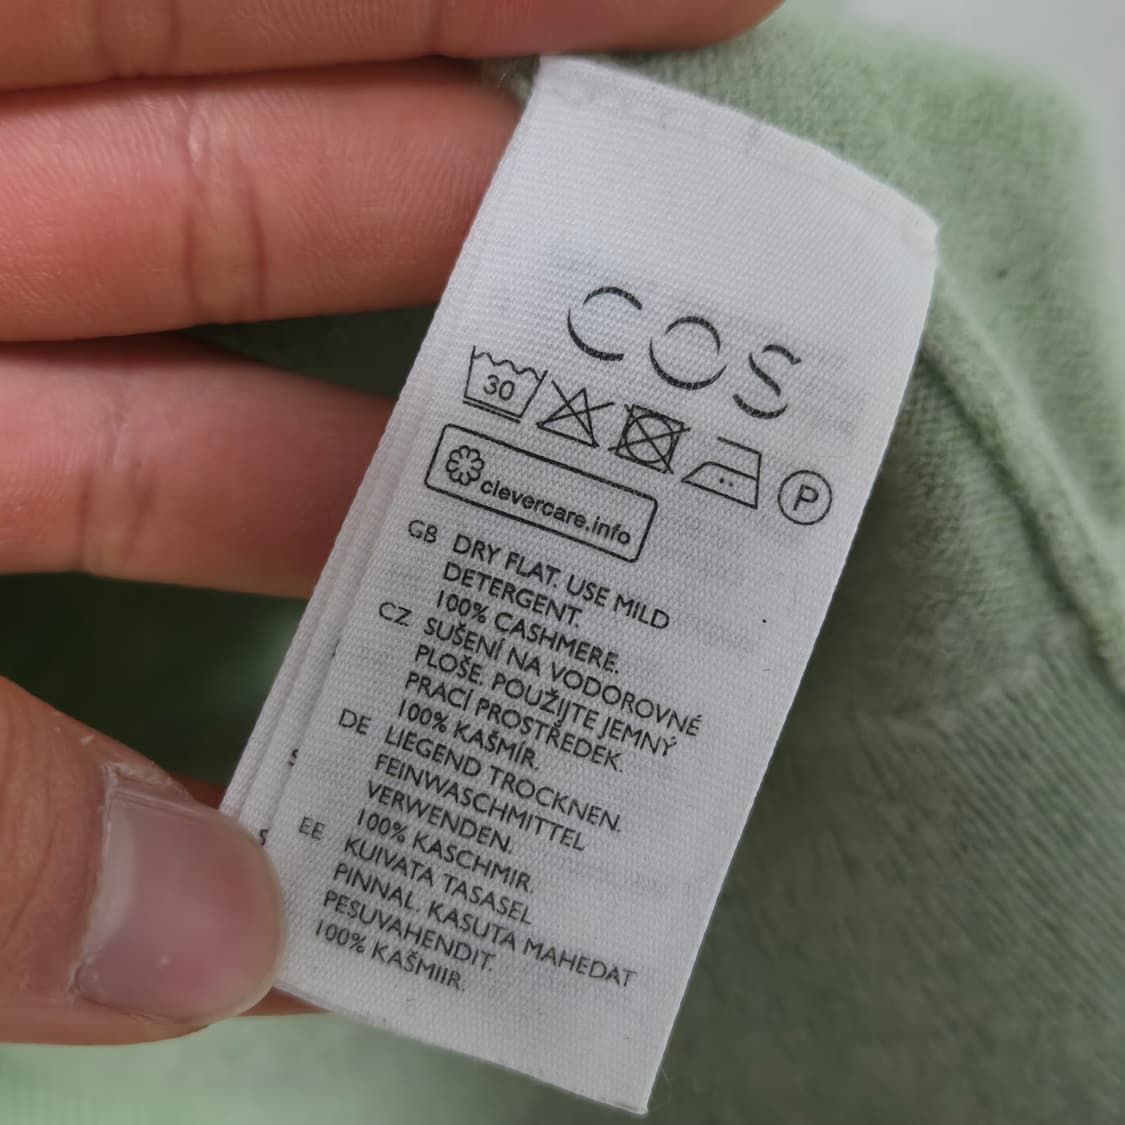 COS
30
P
clevercare.info
GB DRY FLAT. USE MILD
DETERGENT.
100% CASHMERE.
CZ SUŠENÍ NA VODOROVNÉ
PLOŠE. POUŽIJTE JEMNÝ
PRACÍ PROSTŘEDEK.
100% KAŠMÍR.
DE LIEGEND TROCKNEN.
FEINWASCHMITTEL
VERWENDEN.
100% KASCHMIR.
EE KUIVATA TASASEL
PINNAL. KASUTA MAHEDAT
PESUVAHENDIT.
100% KAŠMIIR.